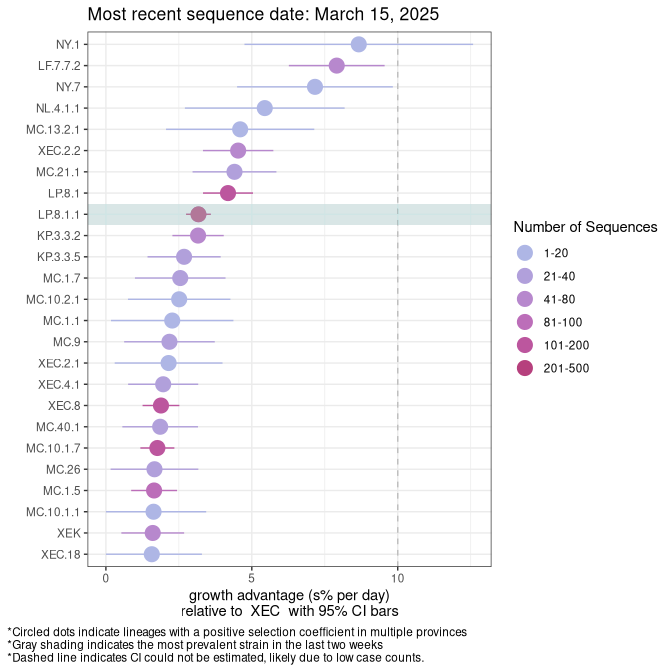 Most recent sequence date: March 15, 2025
NY.1
LF.7.7.2
NY.7
NL.4.1.1
MC.13.2.1
XEC.2.2
MC.21.1
LP.8.1
LP.8.1.1
KP.3.3.2
KP.3.3.5
MC.1.7
MC.10.2.1
MC.1.1
MC.9
XEC.2.1
XEC.4.1
XEC.8
MC.40.1
MC.10.1.7
MC.26
MC.1.5
MC.10.1.1
XEK
XEC.18
0 5 10
growth advantage (s% per day)
relative to  XEC  with 95% CI bars
Number of Sequences
1-20
21-40
41-80
81-100
101-200
201-500
*Circled dots indicate lineages with a positive selection coefficient in multiple provinces
*Gray shading indicates the most prevalent strain in the last two weeks
*Dashed line indicates CI could not be estimated, likely due to low case counts.